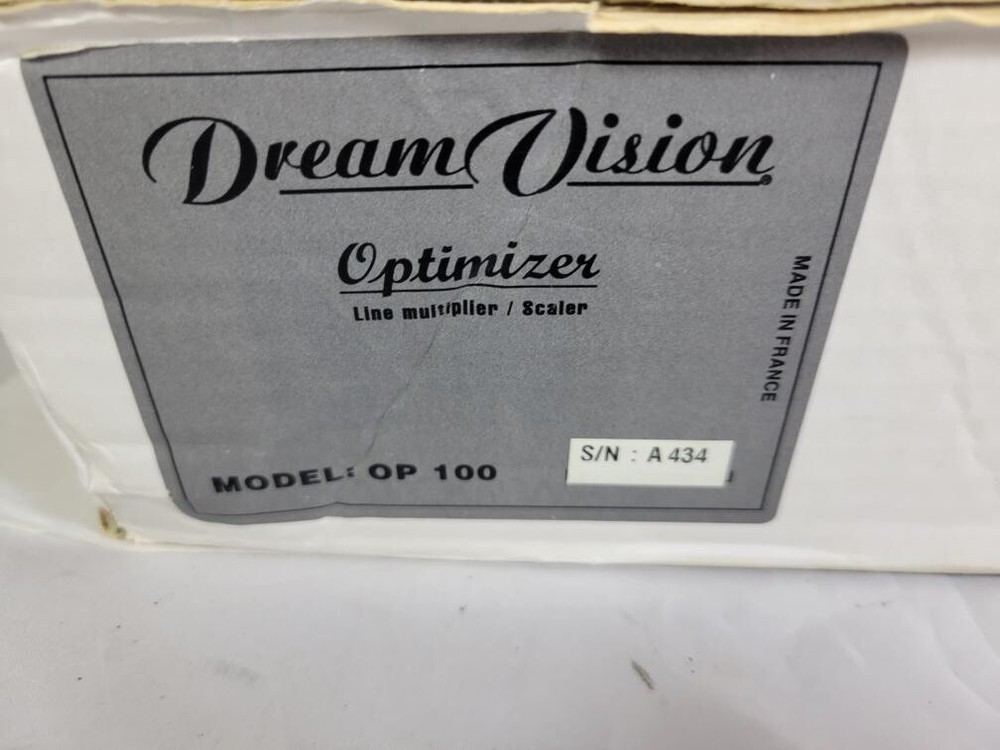 Dream Vision®
Optimizer
Line multiplier / Scaler
MADE IN FRANCE
MODEL: OP 100
S/N : A 434